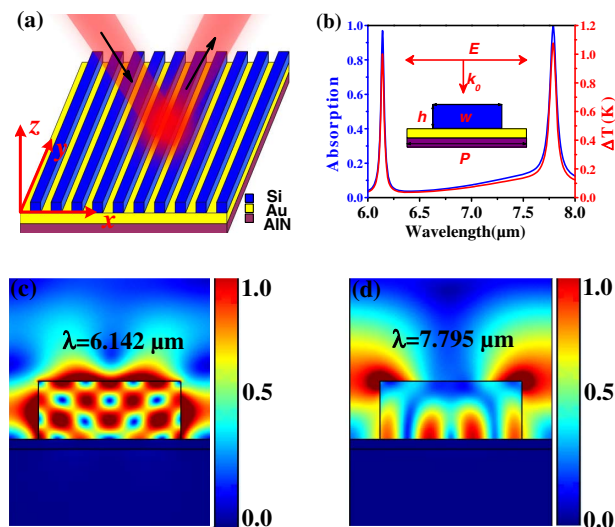 (a)
z
y
x
Si
Au
AlN
(b)
Absorption
1.0
0.8
0.6
0.4
0.2
0.0
E
k0
h
w
P
1.2
1.0
0.8
0.6
0.4
0.2
0.0
ΔT(K)
6.0 6.5 7.0 7.5 8.0
Wavelength(μm)
(c)
λ=6.142 μm
1.0
0.5
0.0
(d)
λ=7.795 μm
1.0
0.5
0.0